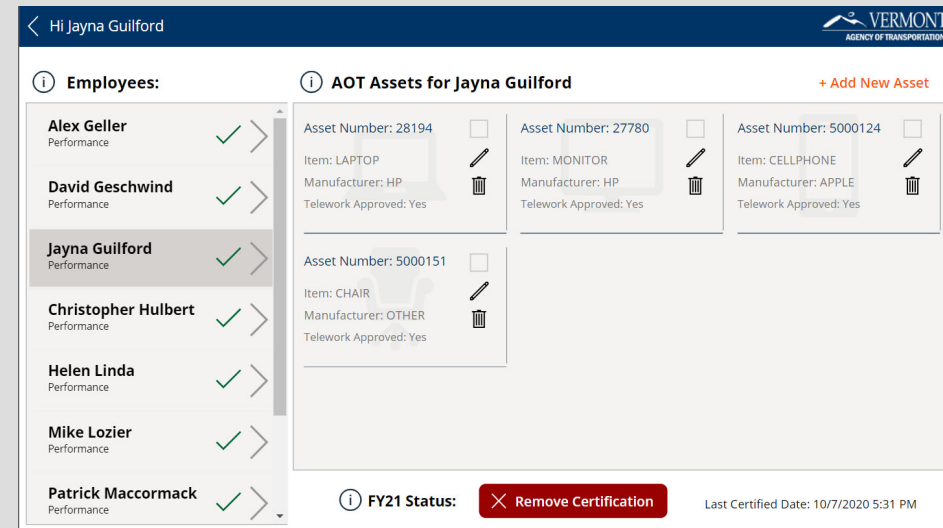 Hi Jayna Guilford
VERMONT
AGENCY OF TRANSPORTATION
Employees:
Alex Geller
Performance
David Geschwind
Performance
Jayna Guilford
Performance
Christopher Hulbert
Performance
Helen Linda
Performance
Mike Lozier
Performance
Patrick Maccormack
Performance
AOT Assets for Jayna Guilford
+ Add New Asset
Asset Number: 28194
Item: LAPTOP
Manufacturer: HP
Telework Approved: Yes
Asset Number: 27780
Item: MONITOR
Manufacturer: HP
Telework Approved: Yes
Asset Number: 5000124
Item: CELLPHONE
Manufacturer: APPLE
Telework Approved: Yes
Asset Number: 5000151
Item: CHAIR
Manufacturer: OTHER
Telework Approved: Yes
FY21 Status:
Remove Certification
Last Certified Date: 10/7/2020 5:31 PM